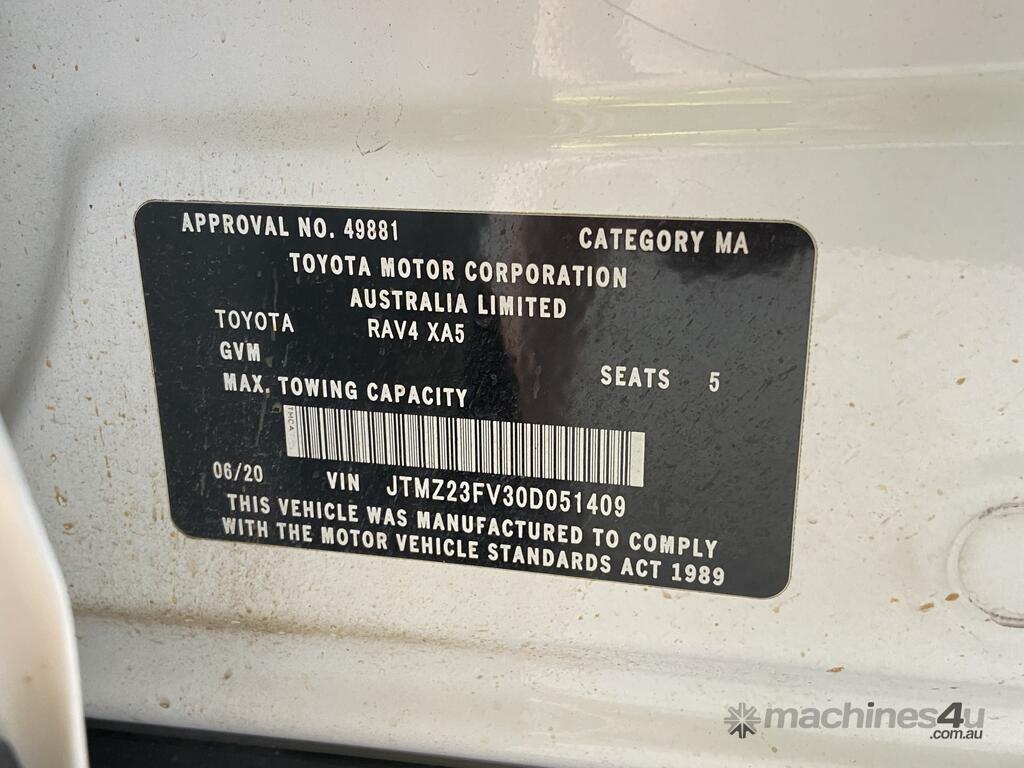 APPROVAL NO. 49881 CATEGORY MA
TOYOTA MOTOR CORPORATION
AUSTRALIA LIMITED
TOYOTA RAV4 XA5
GVM
SEATS 5
MAX. TOWING CAPACITY
TMCA
06/20 VIN JTMZ23FV30D051409
THIS VEHICLE WAS MANUFACTURED TO COMPLY
WITH THE MOTOR VEHICLE STANDARDS ACT 1989
machines4u
.com.au